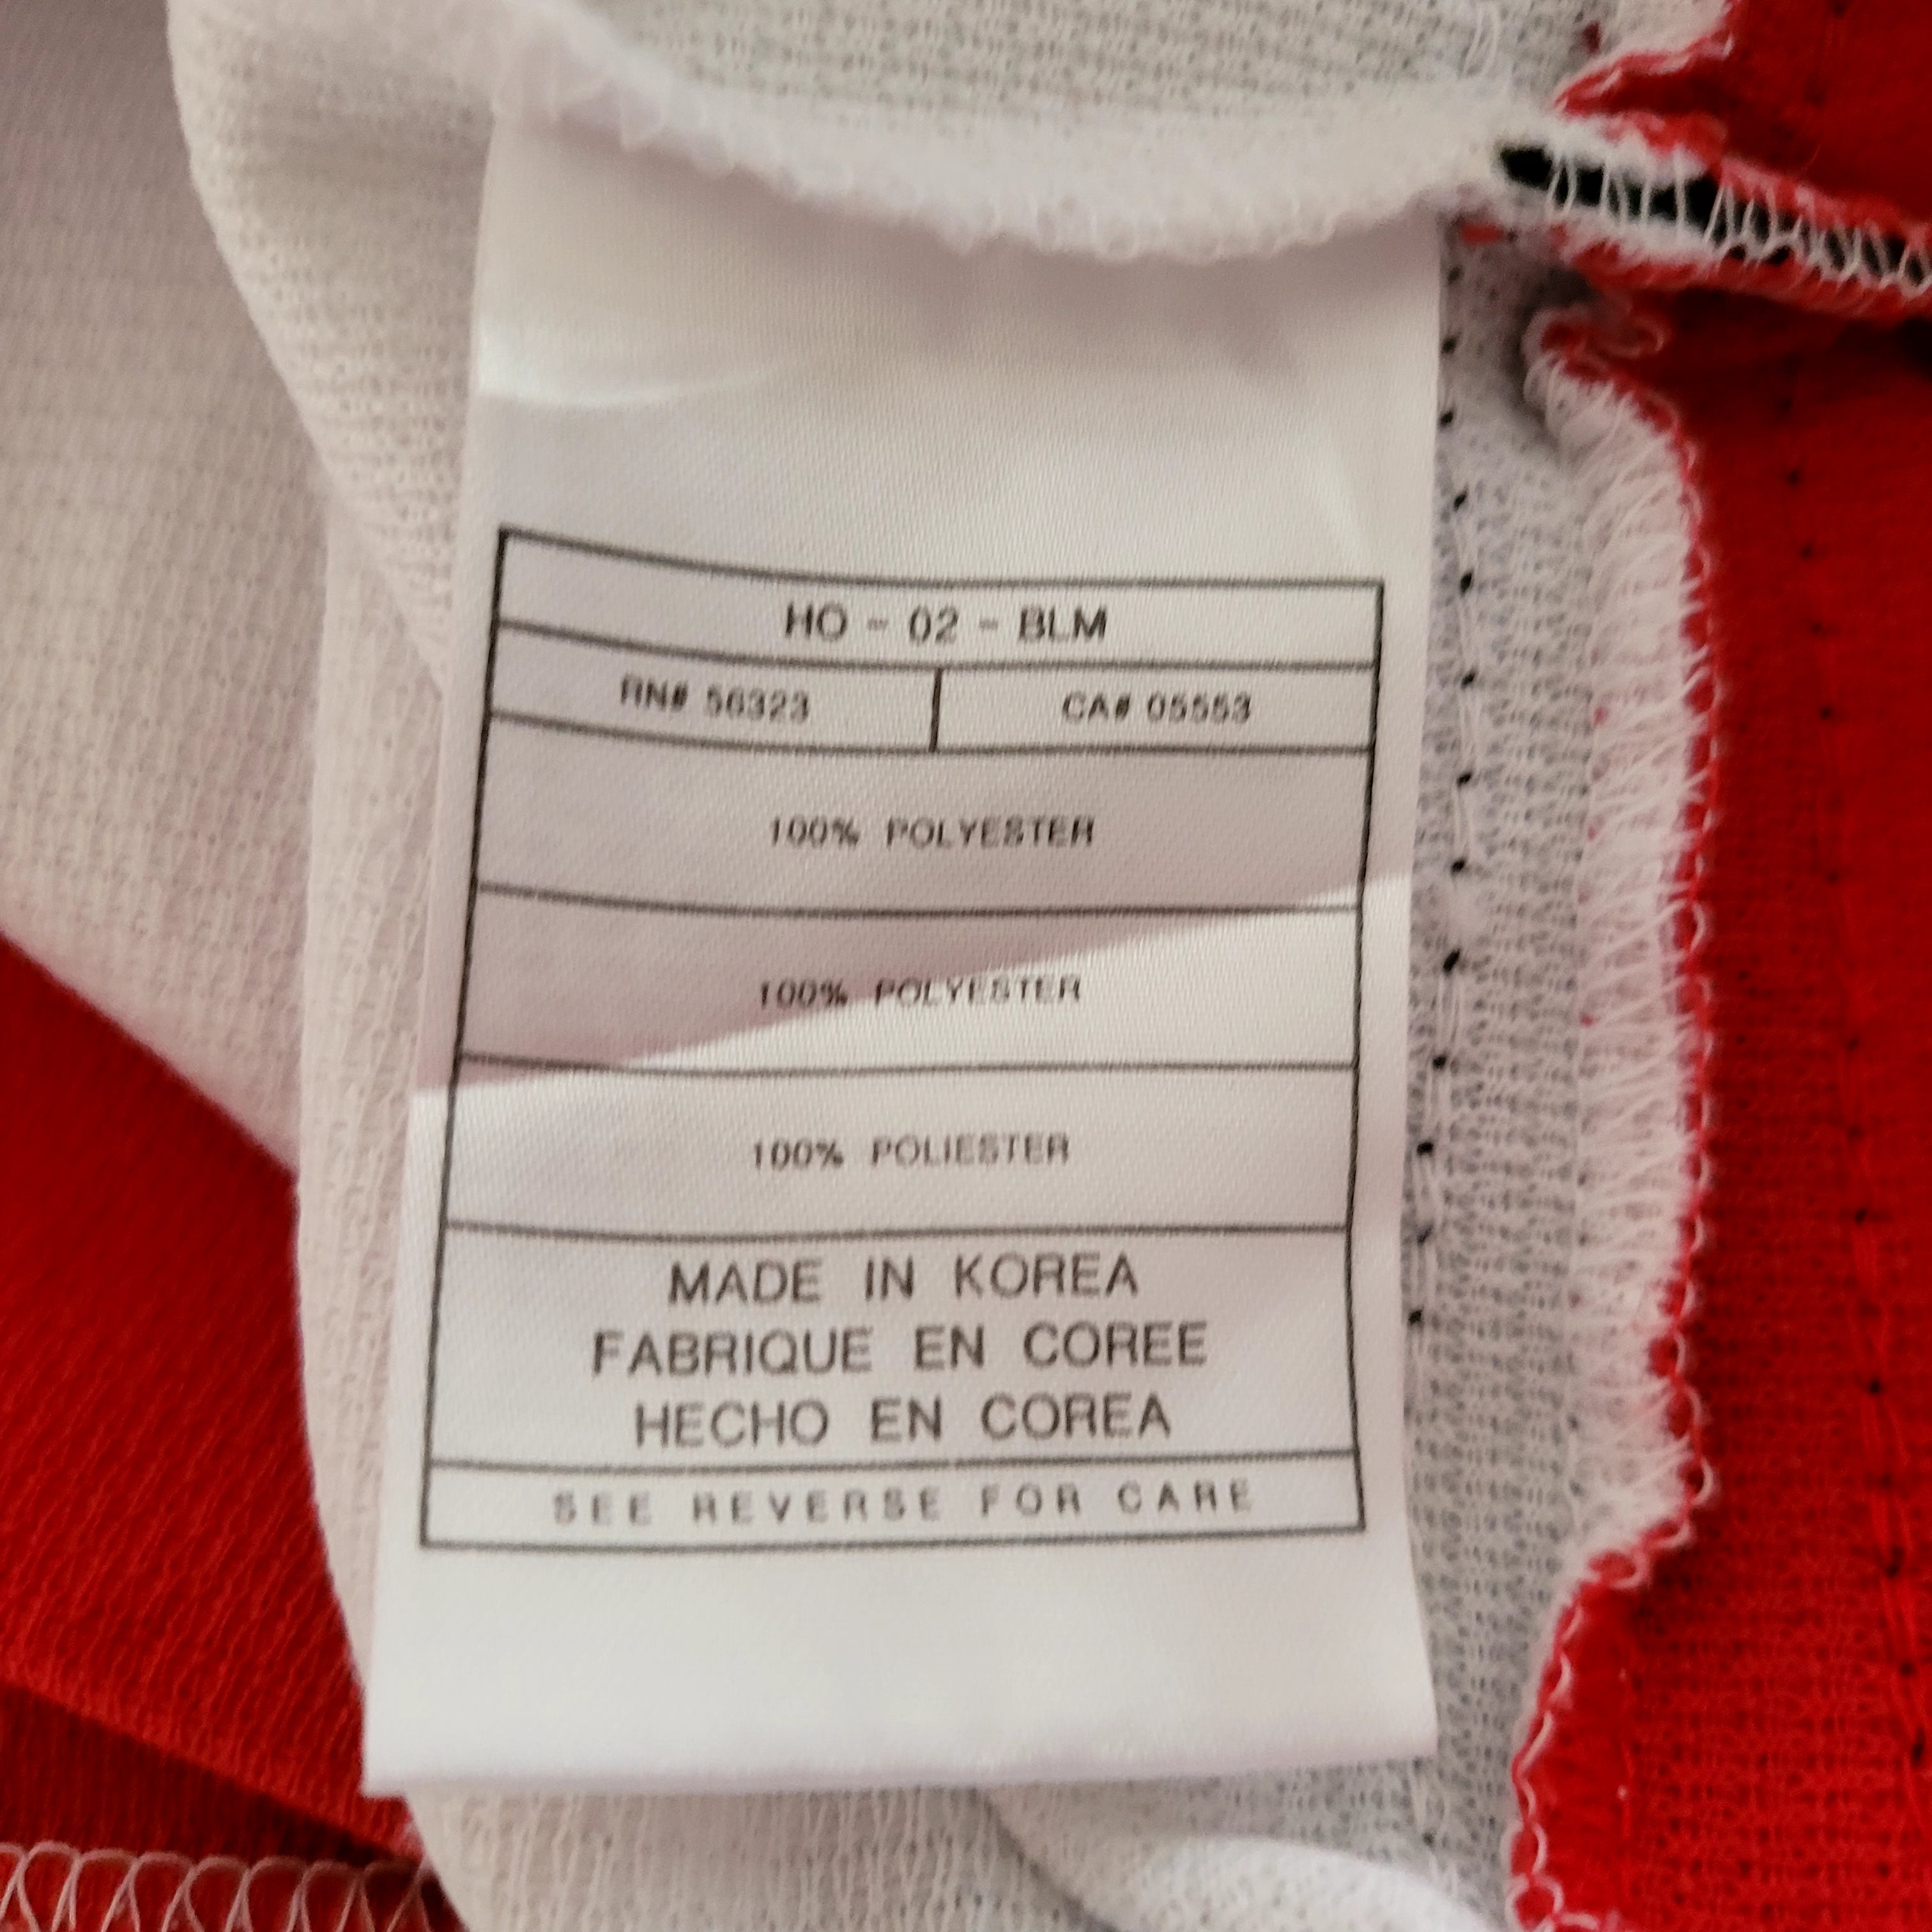 HO - 02 - BLM
RN# 56323 CA# 05553
100% POLYESTER
100% POLYESTER
100% POLIESTER
MADE IN KOREA
FABRIQUE EN COREE
HECHO EN COREA
SEE REVERSE FOR CARE